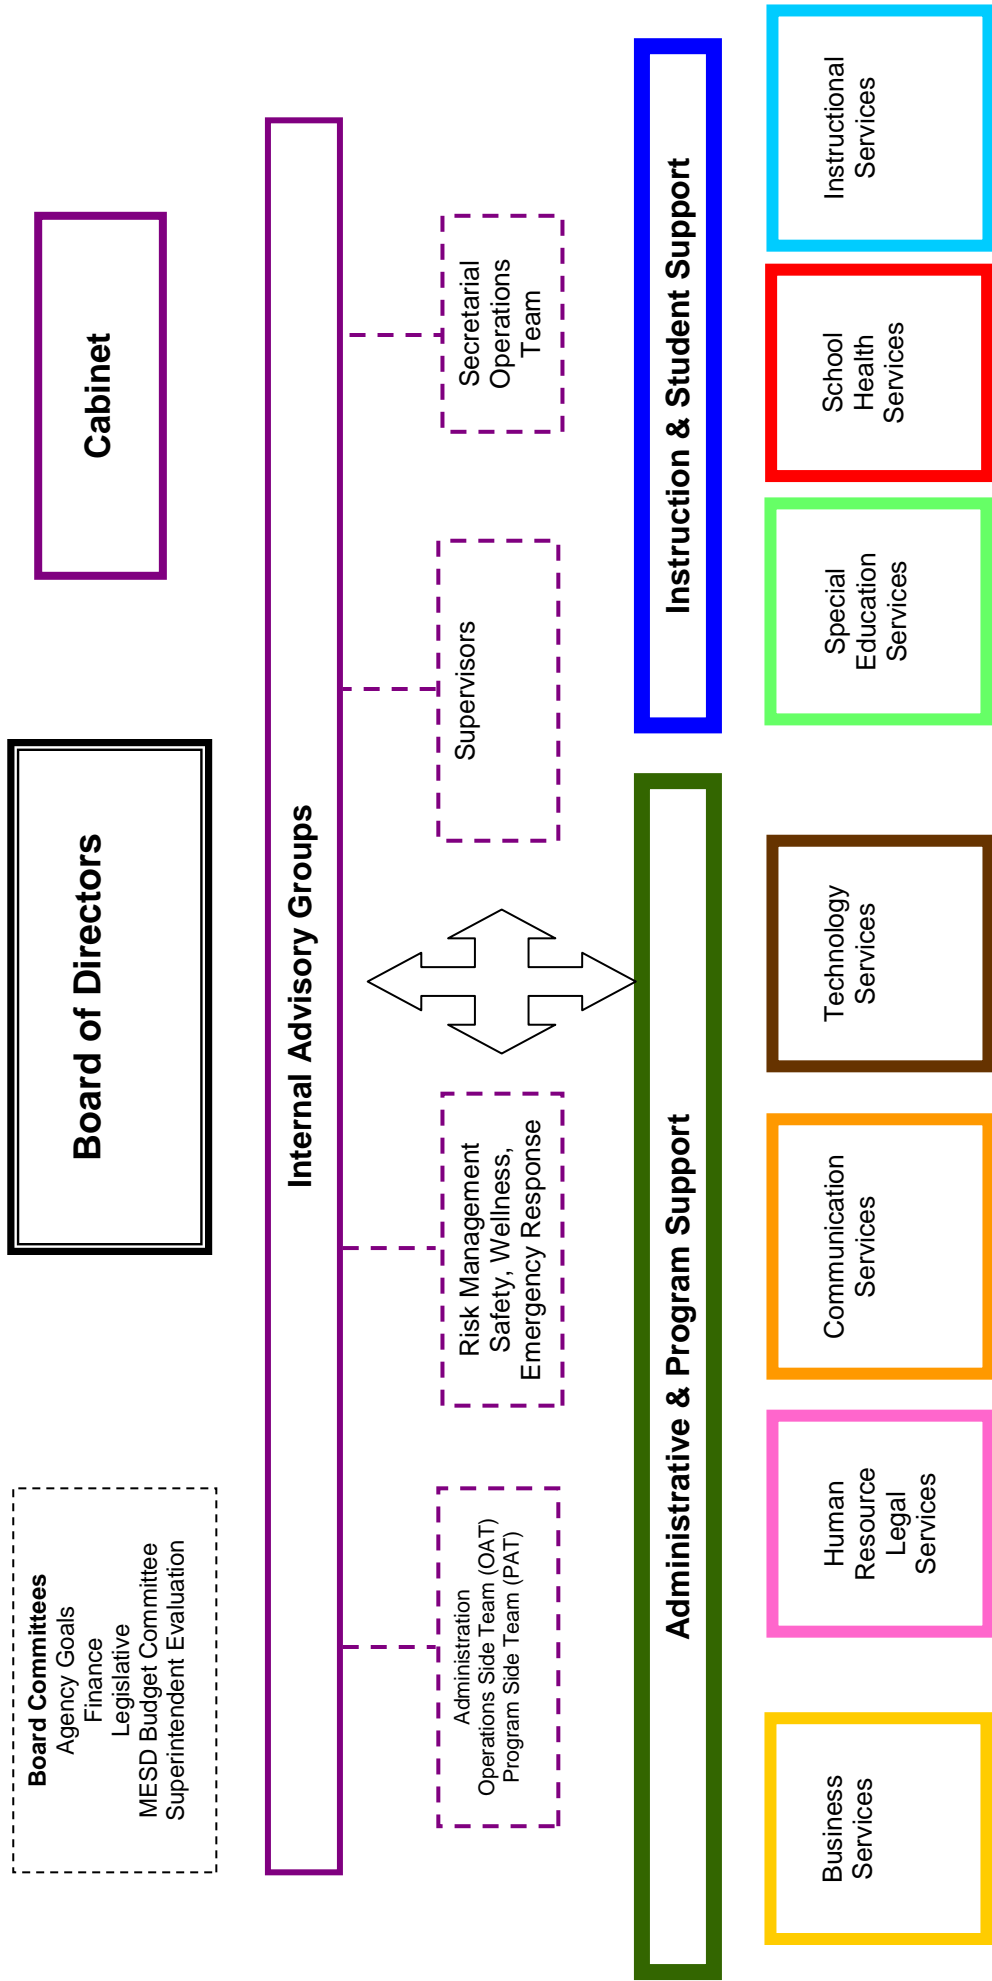 Board Committees
Agency Goals
Finance
Legislative
MESD Budget Committee
Superintendent Evaluation
Board of Directors
Cabinet
Internal Advisory Groups
Administration
Operations Side Team (OAT)
Program Side Team (PAT)
Risk Management
Safety, Wellness,
Emergency Response
Supervisors
Secretarial
Operations
Team
Administrative & Program Support
Instruction & Student Support
Business
Services
Human
Resource
Legal
Services
Communication
Services
Technology
Services
Special
Education
Services
School
Health
Services
Instructional
Services